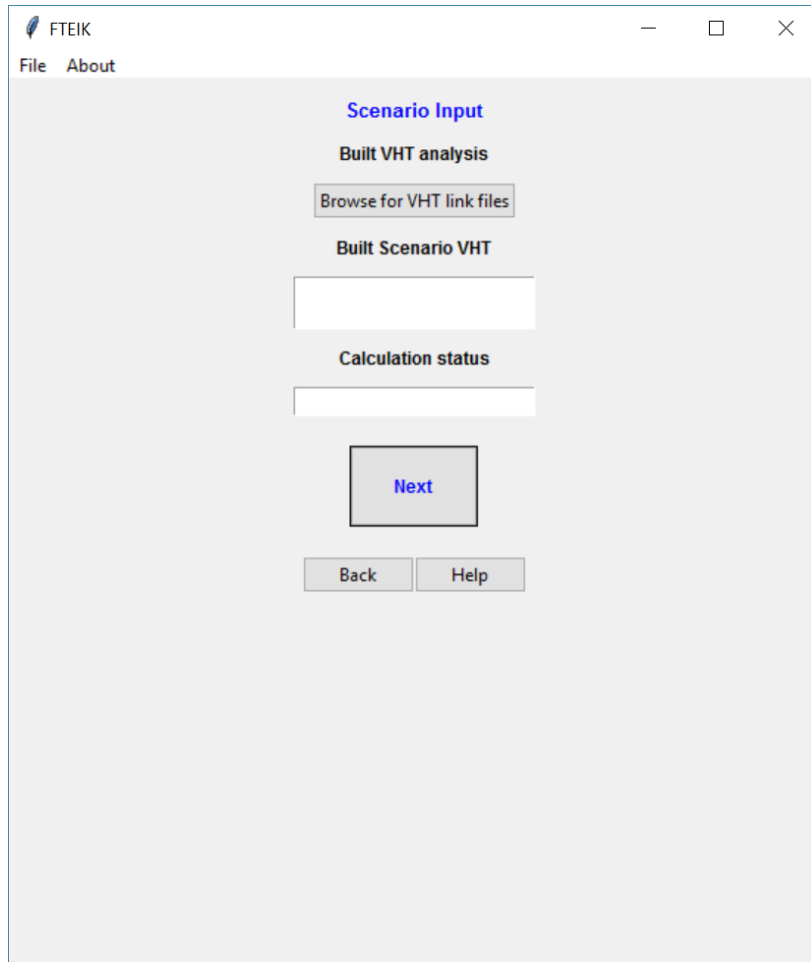 FTEIK
File About
Scenario Input
Built VHT analysis
Browse for VHT link files
Built Scenario VHT
Calculation status
Next
Back Help